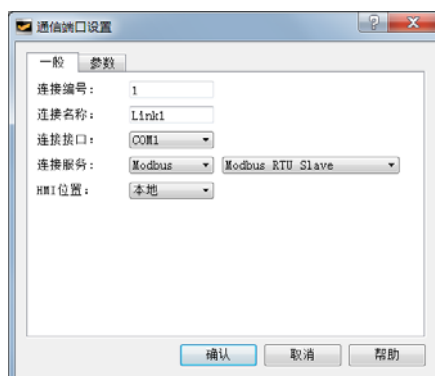 通信端口设置
一般 参数
连接编号： 1
连接名称： Link1
连接接口： COM1
连接服务： Modbus Modbus RTU Slave
HMI位置： 本地
确认 取消 帮助